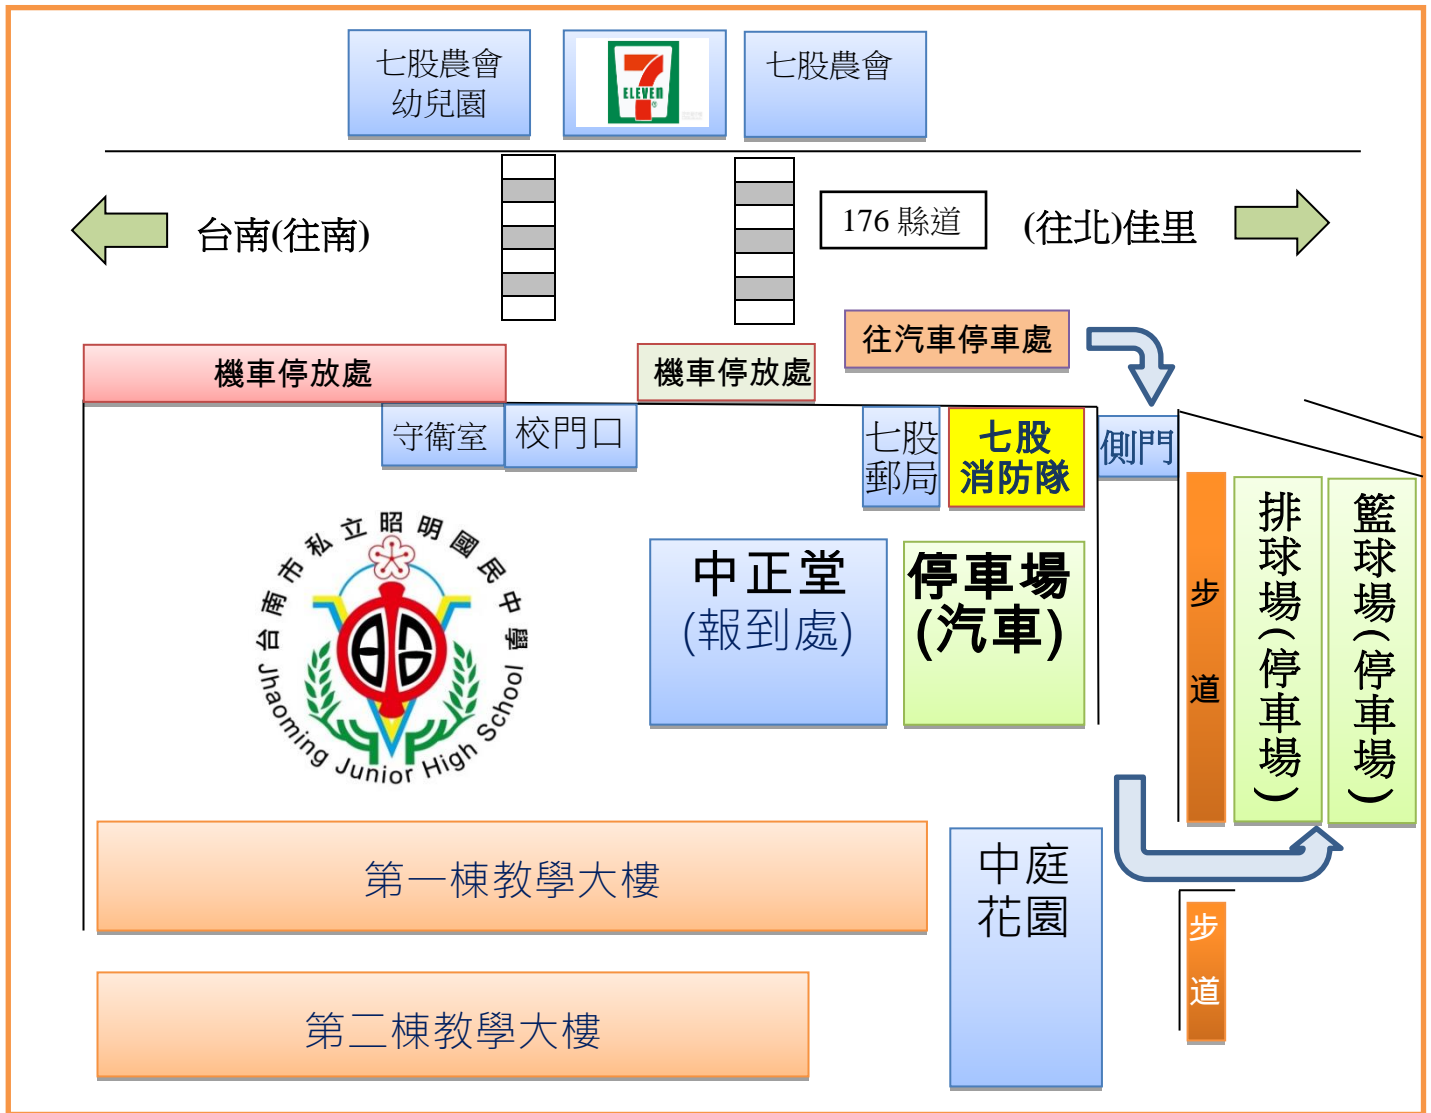 七股農會
幼兒園
7
ELEVEn
®
七股農會
台南(往南)
176 縣道
(往北)佳里
往汽車停車處
機車停放處
機車停放處
守衛室
校門口
七股
郵局
七股
消防隊
側門
台南市私立昭明國民中學
Jhaoming Junior High School
中正堂
(報到處)
停車場
(汽車)
步道
排球場(停車場)
籃球場(停車場)
第一棟教學大樓
中庭
花園
步道
第二棟教學大樓